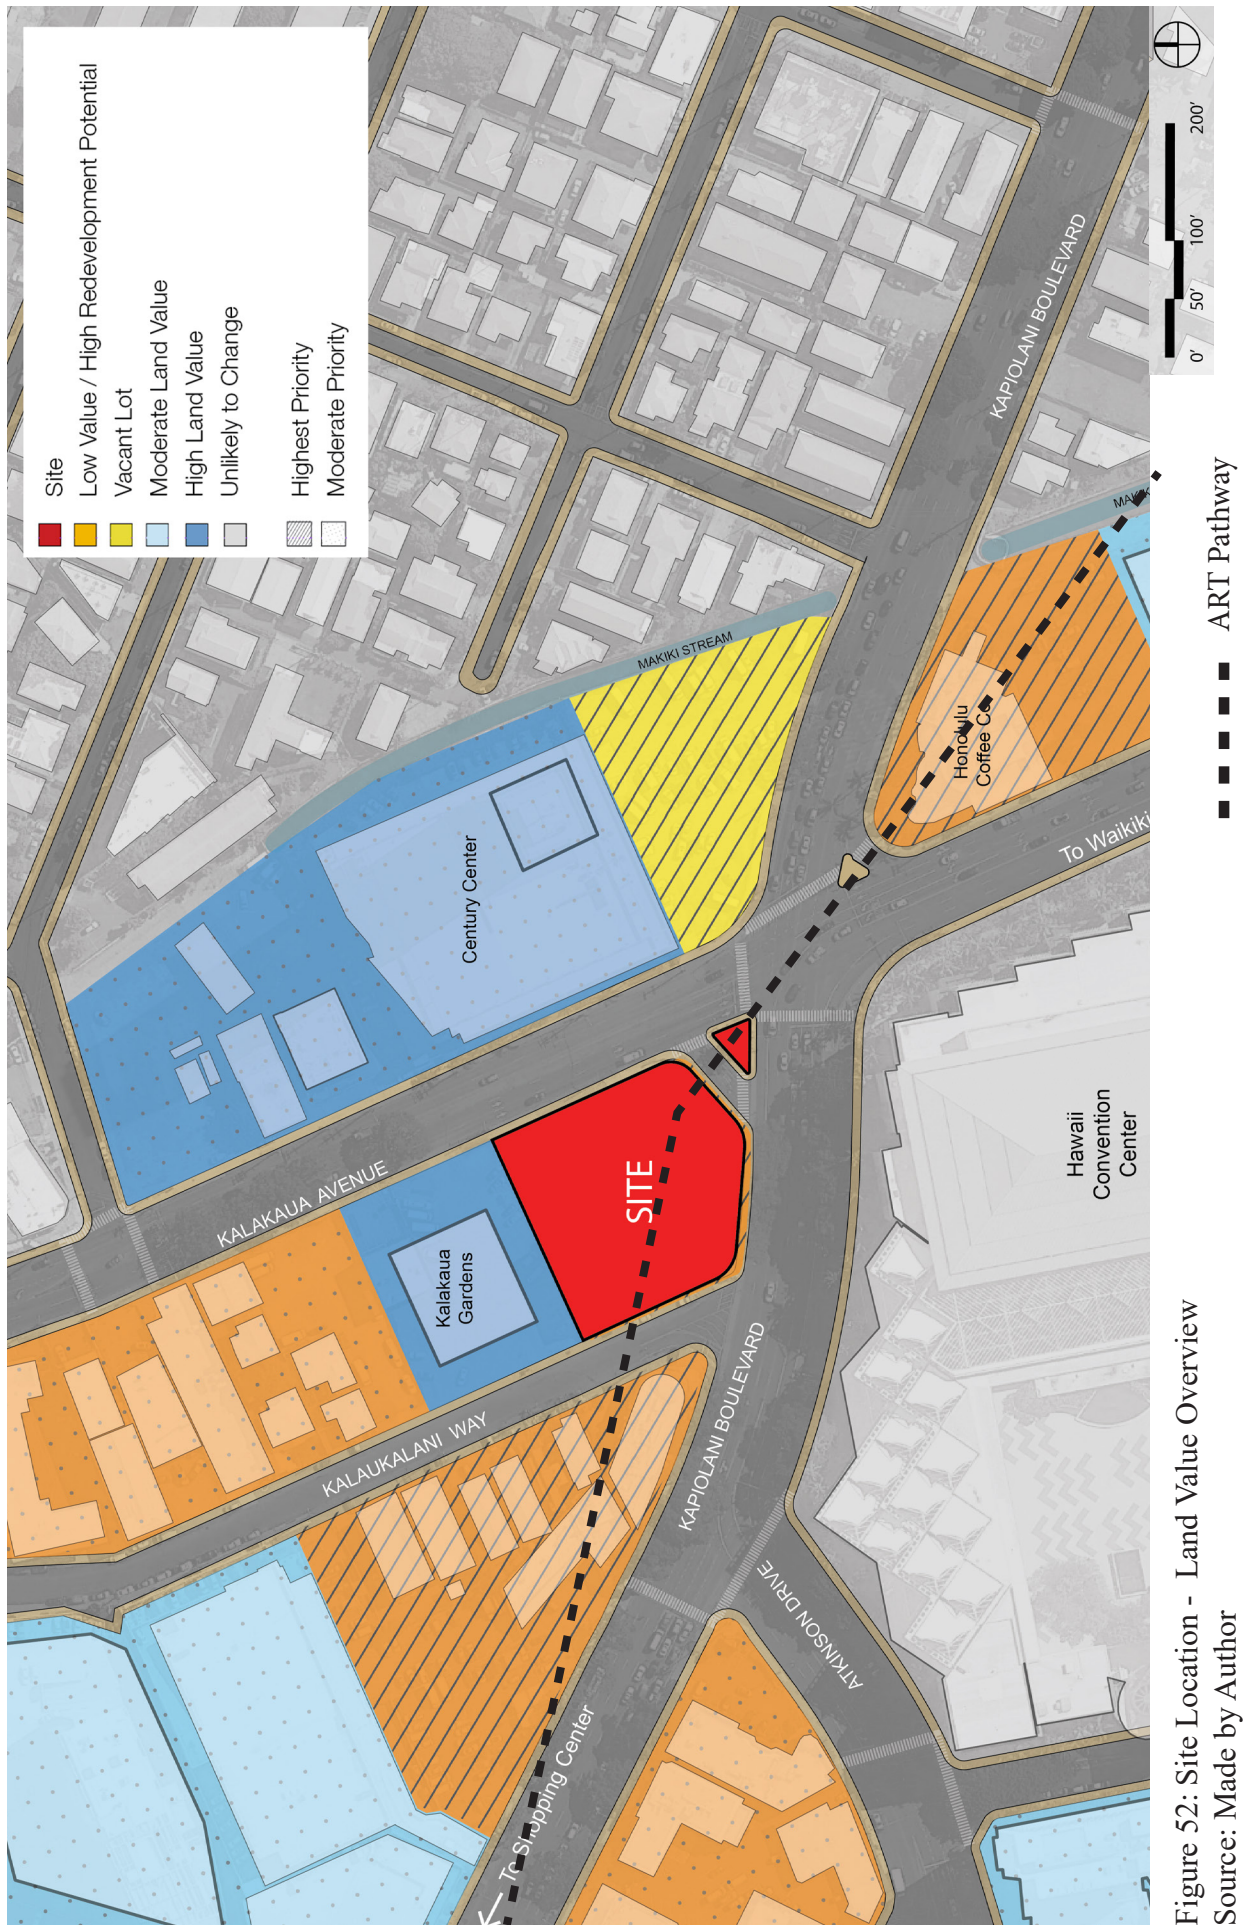 Site
Low Value / High Redevelopment Potential
Vacant Lot
Moderate Land Value
High Land Value
Unlikely to Change
Highest Priority
Moderate Priority
KALAKAUA AVENUE
Century Center
MAKIKI STREAM
Kalakaua
Gardens
SITE
KALAUKALANI WAY
KAPIOLANI BOULEVARD
KAPIOLANI BOULEVARD
Honolulu
Coffee Co
To Waikiki
ATKINSON DRIVE
To Shopping Center
Hawaii
Convention
Center
0' 50' 100' 200'
ART Pathway
Figure 52: Site Location - Land Value Overview
Source: Made by Author